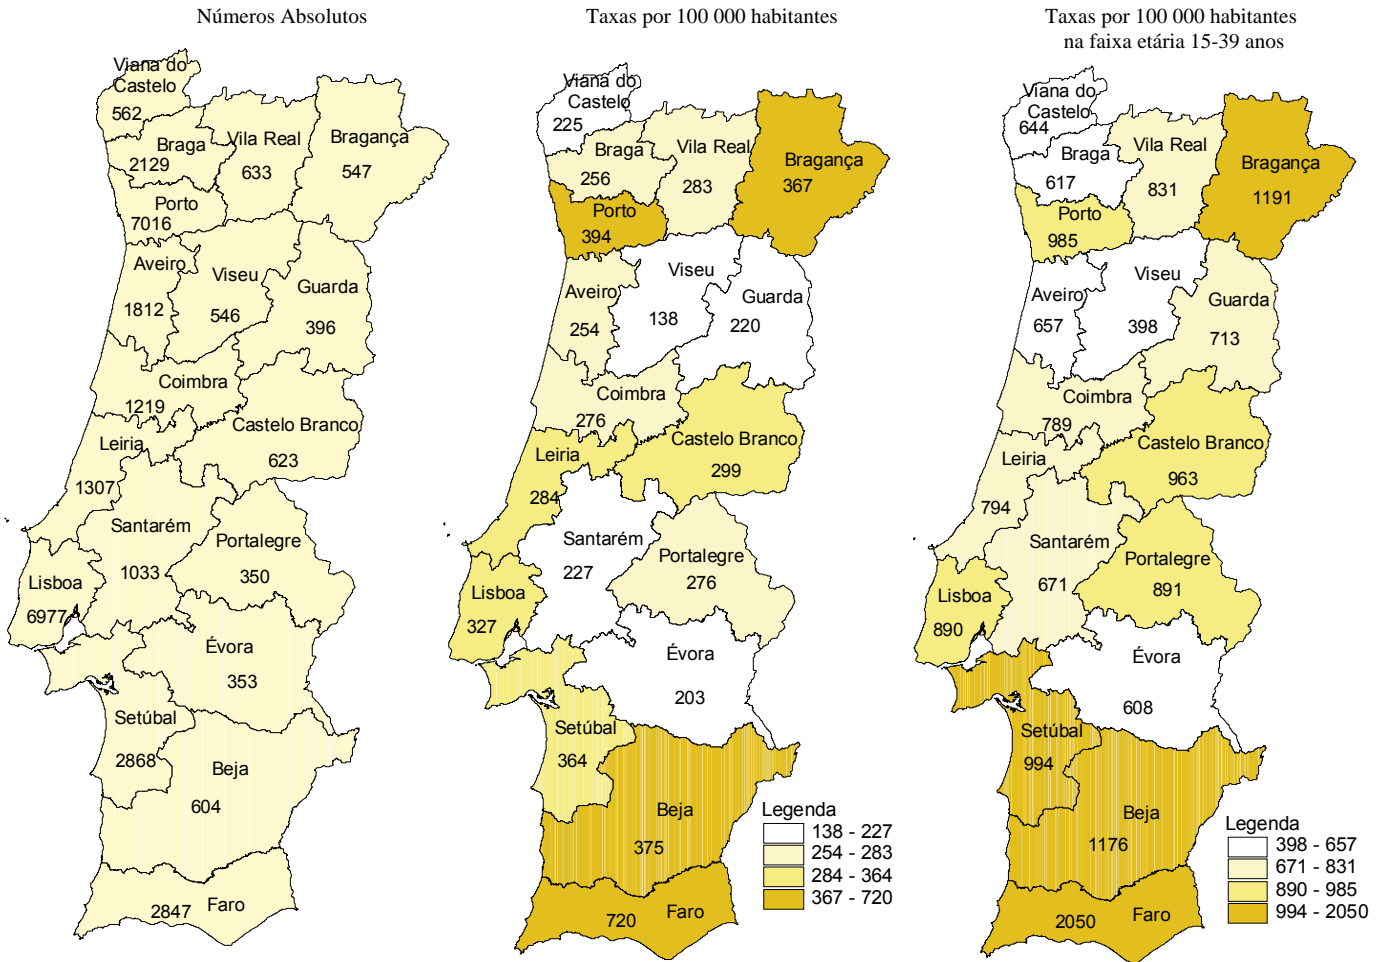 Números Absolutos
Viana do
Castelo
562
Braga
2129
Vila Real
633
Bragança
547
Porto
7016
Aveiro
1812
Viseu
546
Guarda
396
Coimbra
1219
Castelo Branco
623
Leiria
1307
Santarém
1033
Portalegre
350
Lisboa
6977
Évora
353
Setúbal
2868
Beja
604
Faro
2847
Taxas por 100 000 habitantes
Viana do
Castelo
225
Braga
256
Vila Real
283
Bragança
367
Porto
394
Aveiro
254
Viseu
138
Guarda
220
Coimbra
276
Castelo Branco
299
Leiria
284
Santarém
227
Portalegre
276
Lisboa
327
Évora
203
Setúbal
364
Beja
375
Faro
720
Legenda
138 - 227
254 - 283
284 - 364
367 - 720
Taxas por 100 000 habitantes
na faixa etária 15-39 anos
Viana do
Castelo
644
Braga
617
Vila Real
831
Bragança
1191
Porto
985
Aveiro
657
Viseu
398
Guarda
713
Coimbra
789
Castelo Branco
963
Leiria
794
Santarém
671
Portalegre
891
Lisboa
890
Évora
608
Setúbal
994
Beja
1176
Faro
2050
Legenda
398 - 657
671 - 831
890 - 985
994 - 2050